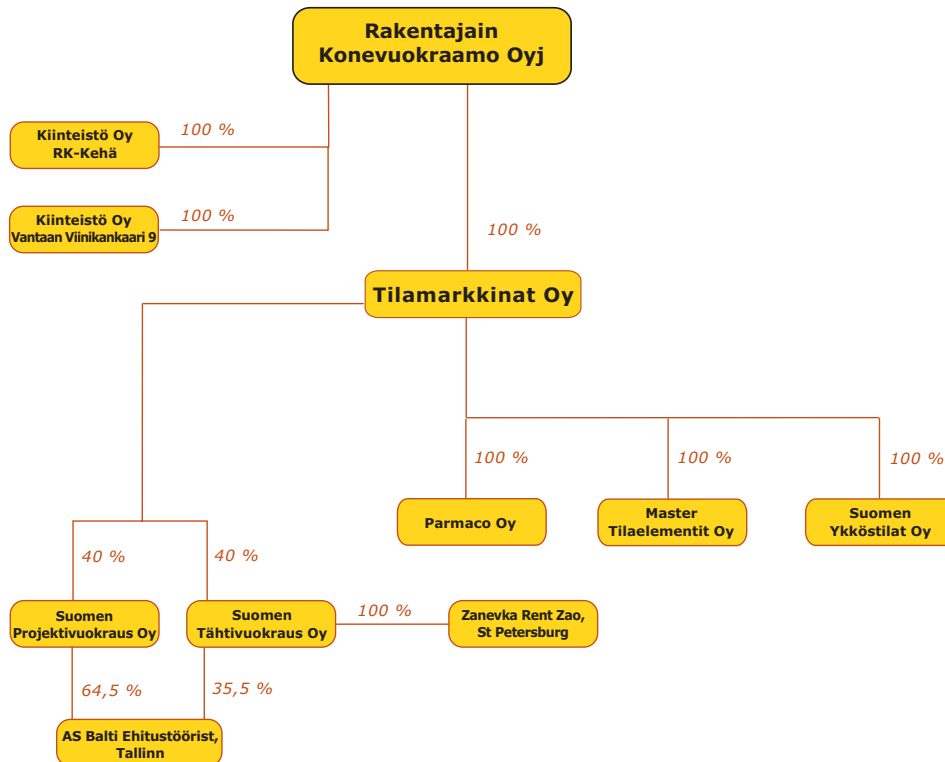 Rakentajain
Konevuokraamo Oyj
100 %
Kiinteistö Oy
RK-Kehä
100 %
Kiinteistö Oy
Vantaan Viinikankaari 9
100 %
Tilamarkkinat Oy
100 %
100 %
100 %
Parmaco Oy
Master
Tilaelementit Oy
Suomen
Ykköstilat Oy
40 %
40 %
Suomen
Projektivuokraus Oy
Suomen
Tähtivuokraus Oy
100 %
Zanevka Rent Zao,
St Petersburg
64,5 %
35,5 %
AS Balti Ehitustöörist,
Tallinn